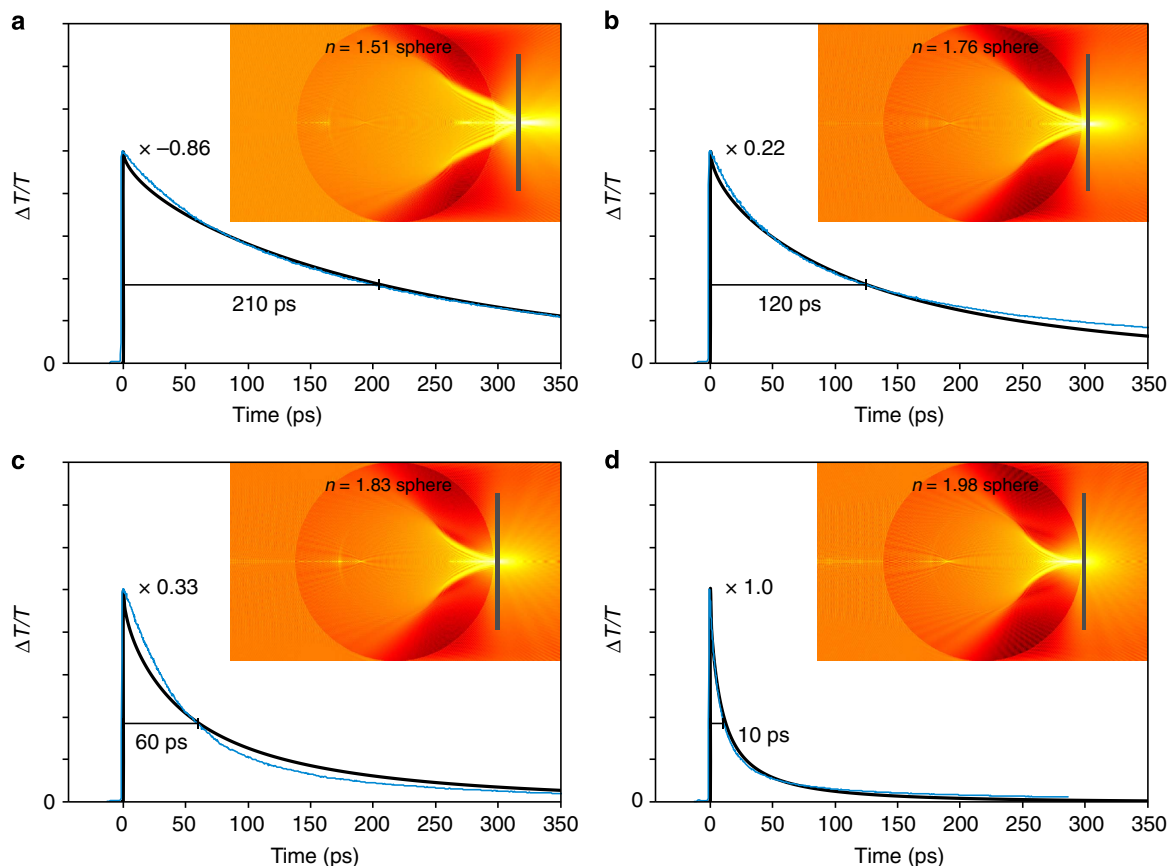 a
n = 1.51 sphere
× –0.86
ΔT/T
210 ps
0
0 50 100 150 200 250 300 350
Time (ps)
b
n = 1.76 sphere
× 0.22
ΔT/T
120 ps
0
0 50 100 150 200 250 300 350
Time (ps)
c
n = 1.83 sphere
× 0.33
ΔT/T
60 ps
0
0 50 100 150 200 250 300 350
Time (ps)
d
n = 1.98 sphere
× 1.0
ΔT/T
10 ps
0
0 50 100 150 200 250 300 350
Time (ps)